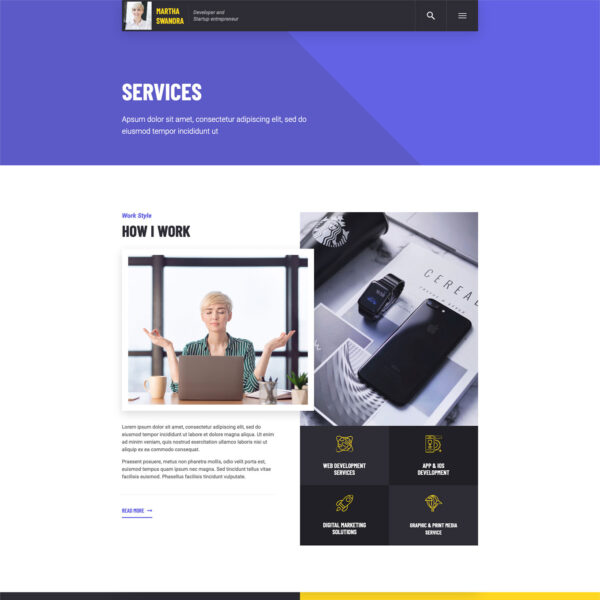 MARTHA
SWANDRA
Developer and
Startup entrepreneur
SERVICES
Apsum dolor sit amet, consectetur adipiscing elit, sed do
eiusmod tempor incididunt ut
Work Style
HOW I WORK
CEREAL
Lorem ipsum dolor sit amet, consectetur adipiscing elit, sed do
eiusmod tempor incididunt ut labore et dolore magna aliqua. Ut enim
ad minim veniam, quis nostrud exercitation ullamco laboris nisi ut
aliquip ex ea commodo consequat.
Praesent posuere, metus non pharetra mollis, odio velit porta est,
euismod tempus quam ipsum nec magna. Sed tincidunt tellus vitae
facilisis euismod. Phasellus facilisis tincidunt vulputate.
READ MORE
WEB DEVELOPMENT
SERVICES
APP & IOS
DEVELOPMENT
DIGITAL MARKETING
SOLUTIONS
GRAPHIC & PRINT MEDIA
SERVICE